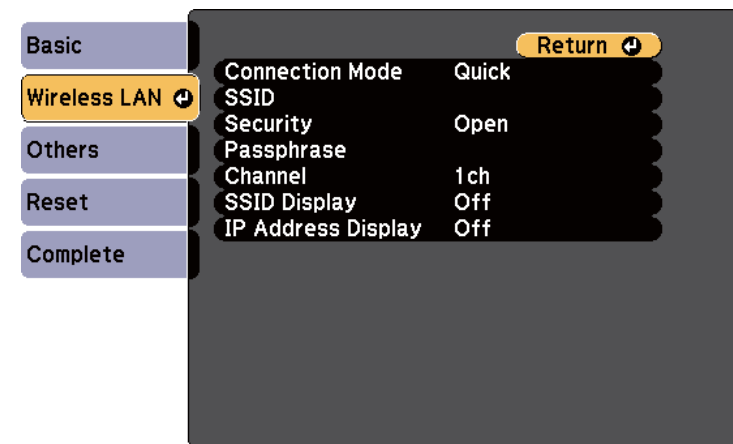 Basic
Wireless LAN
Others
Reset
Complete
Return
Connection Mode Quick
SSID
Security Open
Passphrase
Channel 1ch
SSID Display Off
IP Address Display Off